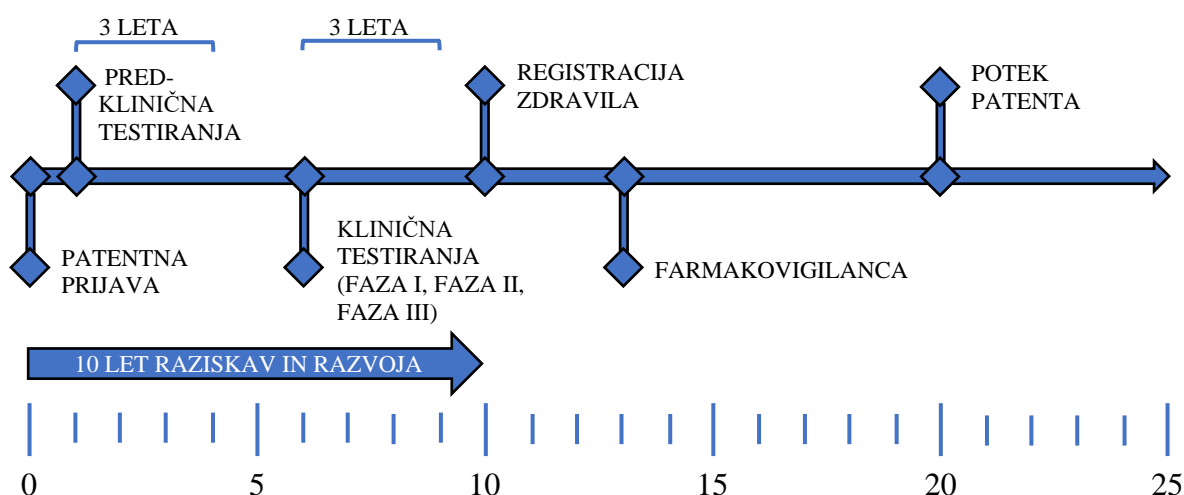 3 LETA
3 LETA
PRED-
KLINIČNA
TESTIRANJA
REGISTRACIJA
ZDRAVILA
POTEK
PATENTA
PATENTNA
PRIJAVA
KLINIČNA
TESTIRANJA
(FAZA I, FAZA II,
FAZA III)
FARMAKOVIGILANCA
10 LET RAZISKAV IN RAZVOJA
0 5 10 15 20 25